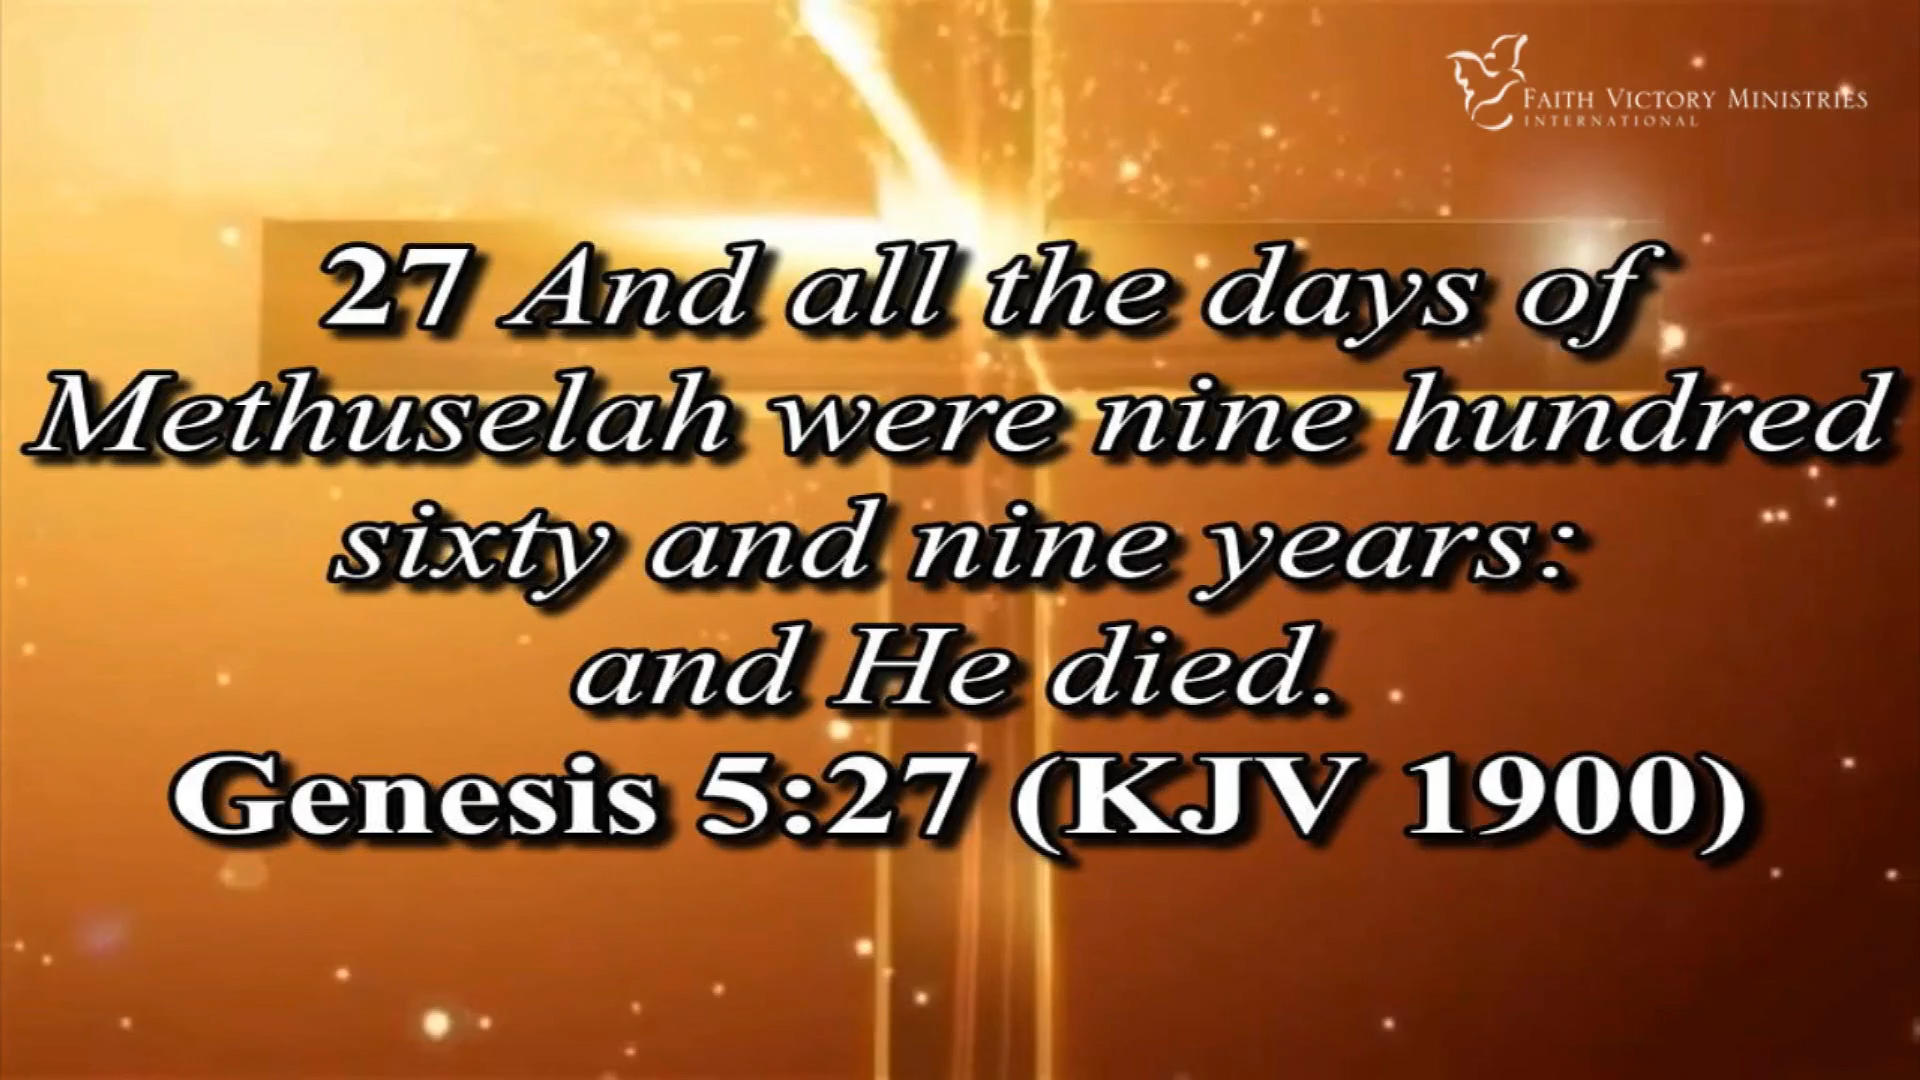 FAITH VICTORY MINISTRIES
INTERNATIONAL
27 And all the days of
Methuselah were nine hundred
sixty and nine years:
and He died.
Genesis 5:27 (KJV 1900)